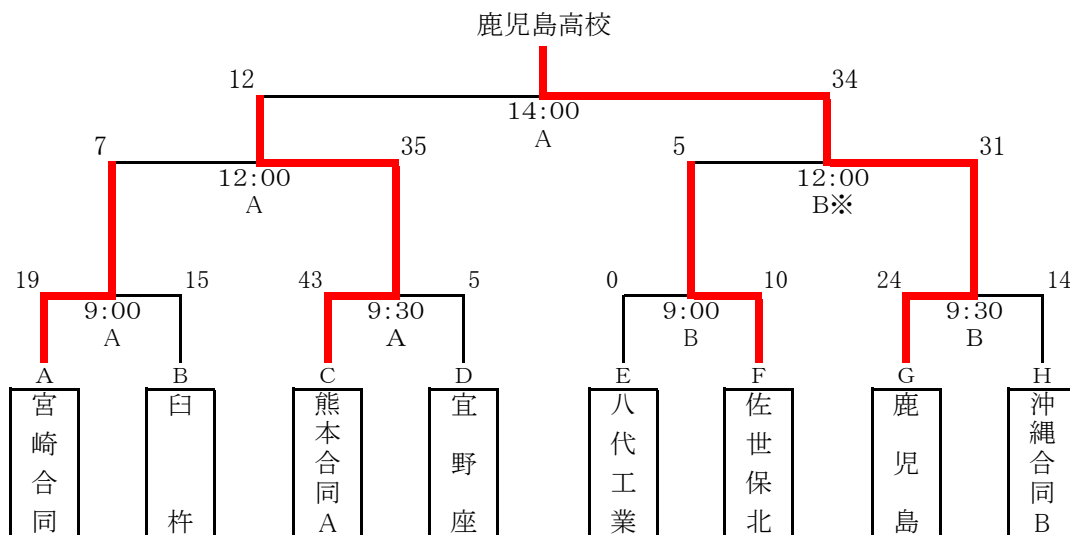 鹿児島高校
12
34
14:00
A
7
35
5
31
12:00
A
12:00
B※
19
15
43
5
0
10
24
14
9:00
A
9:30
A
9:00
B
9:30
B
A
B
C
D
E
F
G
H
宮崎合同
臼杵
熊本合同A
宜野座
八代工業
佐世保北
鹿児島
沖縄合同B